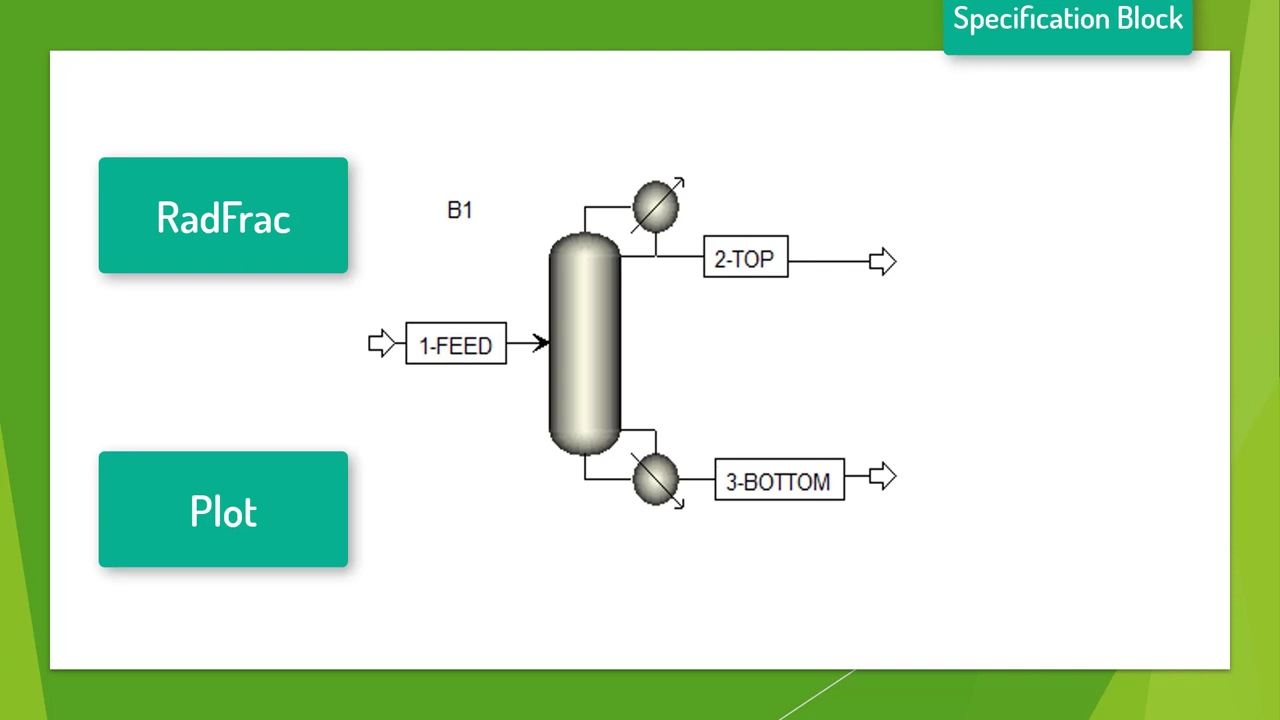 Specification Block
RadFrac
B1
2-TOP
1-FEED
3-BOTTOM
Plot